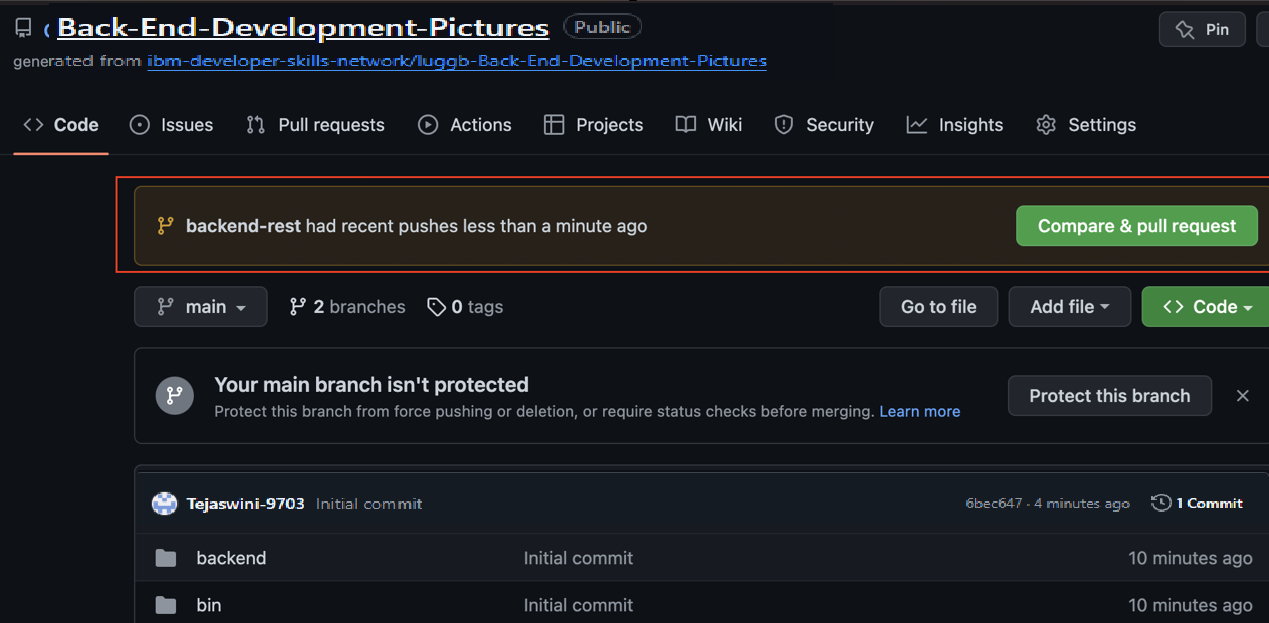 Back-End-Development-Pictures Public Pin
generated from ibm-developer-skills-network/luggb-Back-End-Development-Pictures
Code Issues Pull requests Actions Projects Wiki Security Insights Settings
backend-rest had recent pushes less than a minute ago Compare & pull request
main 2 branches 0 tags Go to file Add file Code
Your main branch isn't protected
Protect this branch from force pushing or deletion, or require status checks before merging. Learn more Protect this branch
Tejaswini-9703 Initial commit 6bec647 · 4 minutes ago 1 Commit
backend Initial commit 10 minutes ago
bin Initial commit 10 minutes ago